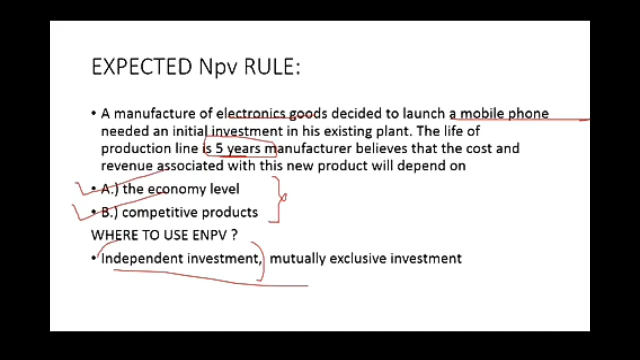 EXPECTED Npv RULE:
• A manufacture of electronics goods decided to launch a mobile phone
needed an initial investment in his existing plant. The life of
production line is 5 years manufacturer believes that the cost and
revenue associated with this new product will depend on
• A.) the economy level
• B.) competitive products
WHERE TO USE ENPV ?
• Independent investment, mutually exclusive investment